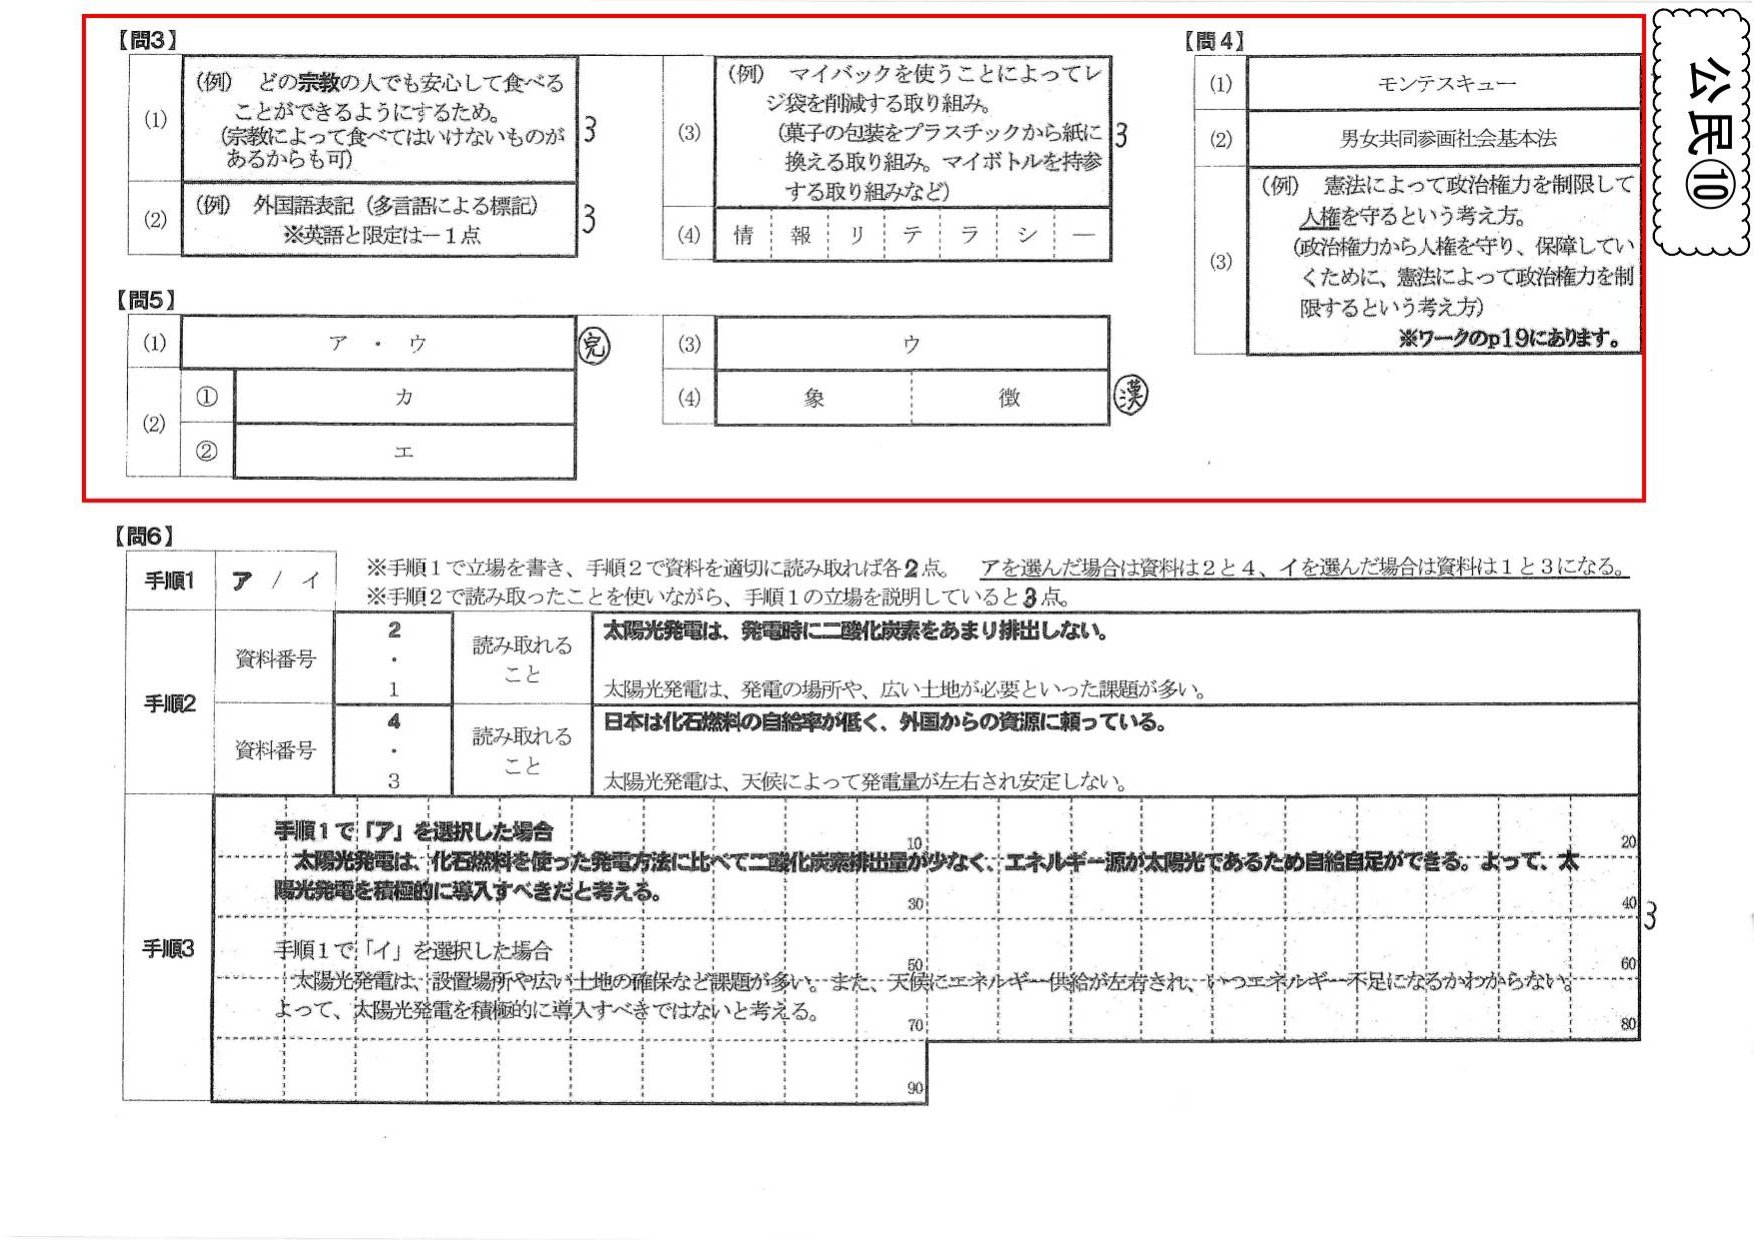 公民⑩
【問3】
(1)
(例) どの宗教の人でも安心して食べる
ことができるようにするため。
(宗教によって食べてはいけないものが
あるからも可)
3
(2)
(例) 外国語表記(多言語による標記)
※英語と限定は－1点
3
(3)
(例) マイバックを使うことによってレ
ジ袋を削減する取り組み。
(菓子の包装をプラスチックから紙に
換える取り組み。マイボトルを持参
する取り組みなど)
3
(4)
情報リテラシー
【問4】
(1)
モンテスキュー
(2)
男女共同参画社会基本法
(3)
(例) 憲法によって政治権力を制限して
人権を守るという考え方。
(政治権力から人権を守り、保障してい
くために、憲法によって政治権力を制
限するという考え方)
※ワークのp19にあります。
【問5】
(1)
ア・ウ
完
(2)
①
カ
②
エ
(3)
ウ
(4)
象徴
漢
【問6】
手順1
ア / イ
※手順1で立場を書き、手順2で資料を適切に読み取れば各2点。 アを選んだ場合は資料は2と4、イを選んだ場合は資料は1と3になる。
※手順2で読み取ったことを使いながら、手順1の立場を説明していると3点。
手順2
資料番号
2
・
1
読み取れる
こと
太陽光発電は、発電時に二酸化炭素をあまり排出しない。
太陽光発電は、発電の場所や、広い土地が必要といった課題が多い。
資料番号
4
・
3
読み取れる
こと
日本は化石燃料の自給率が低く、外国からの資源に頼っている。
太陽光発電は、天候によって発電量が左右され安定しない。
手順3
手順1で「ア」を選択した場合
10
20
太陽光発電は、化石燃料を使った発電方法に比べて二酸化炭素排出量が少なく、エネルギー源が太陽光であるため自給自足ができる。よって、太
陽光発電を積極的に導入すべきだと考える。
30
40
3
手順1で「イ」を選択した場合
50
60
太陽光発電は、設置場所や広い土地の確保など課題が多い。また、天候にエネルギー供給が左右され、いつエネルギー不足になるかわからない。
よって、太陽光発電を積極的に導入すべきではないと考える。
70
80
90